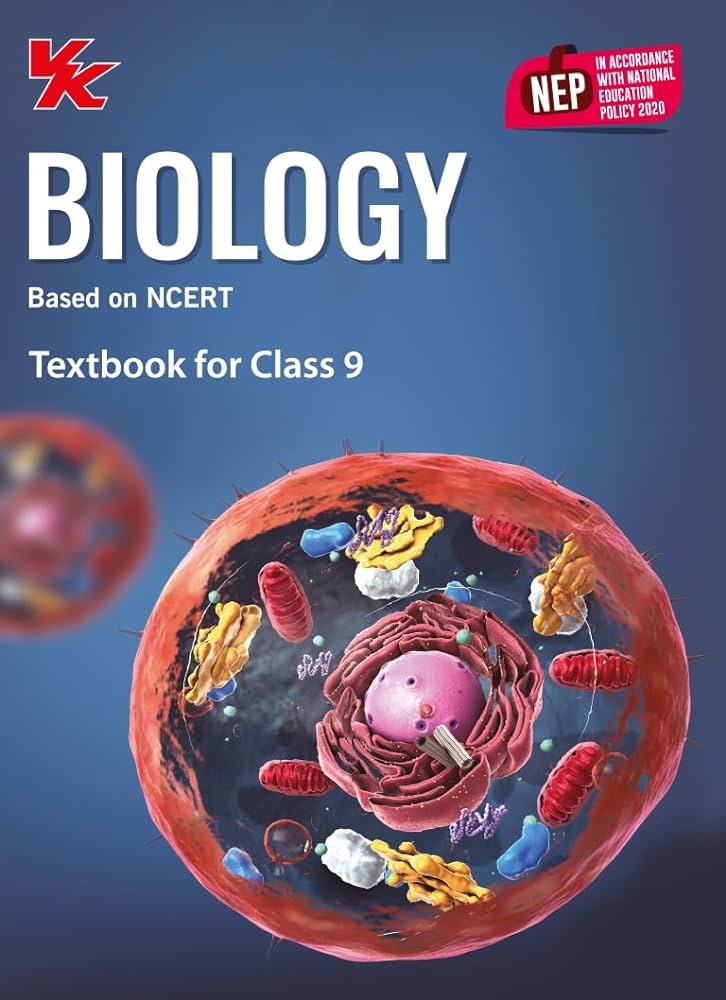 VK
NEP
IN ACCORDANCE
WITH NATIONAL
EDUCATION
POLICY 2020
BIOLOGY
Based on NCERT
Textbook for Class 9